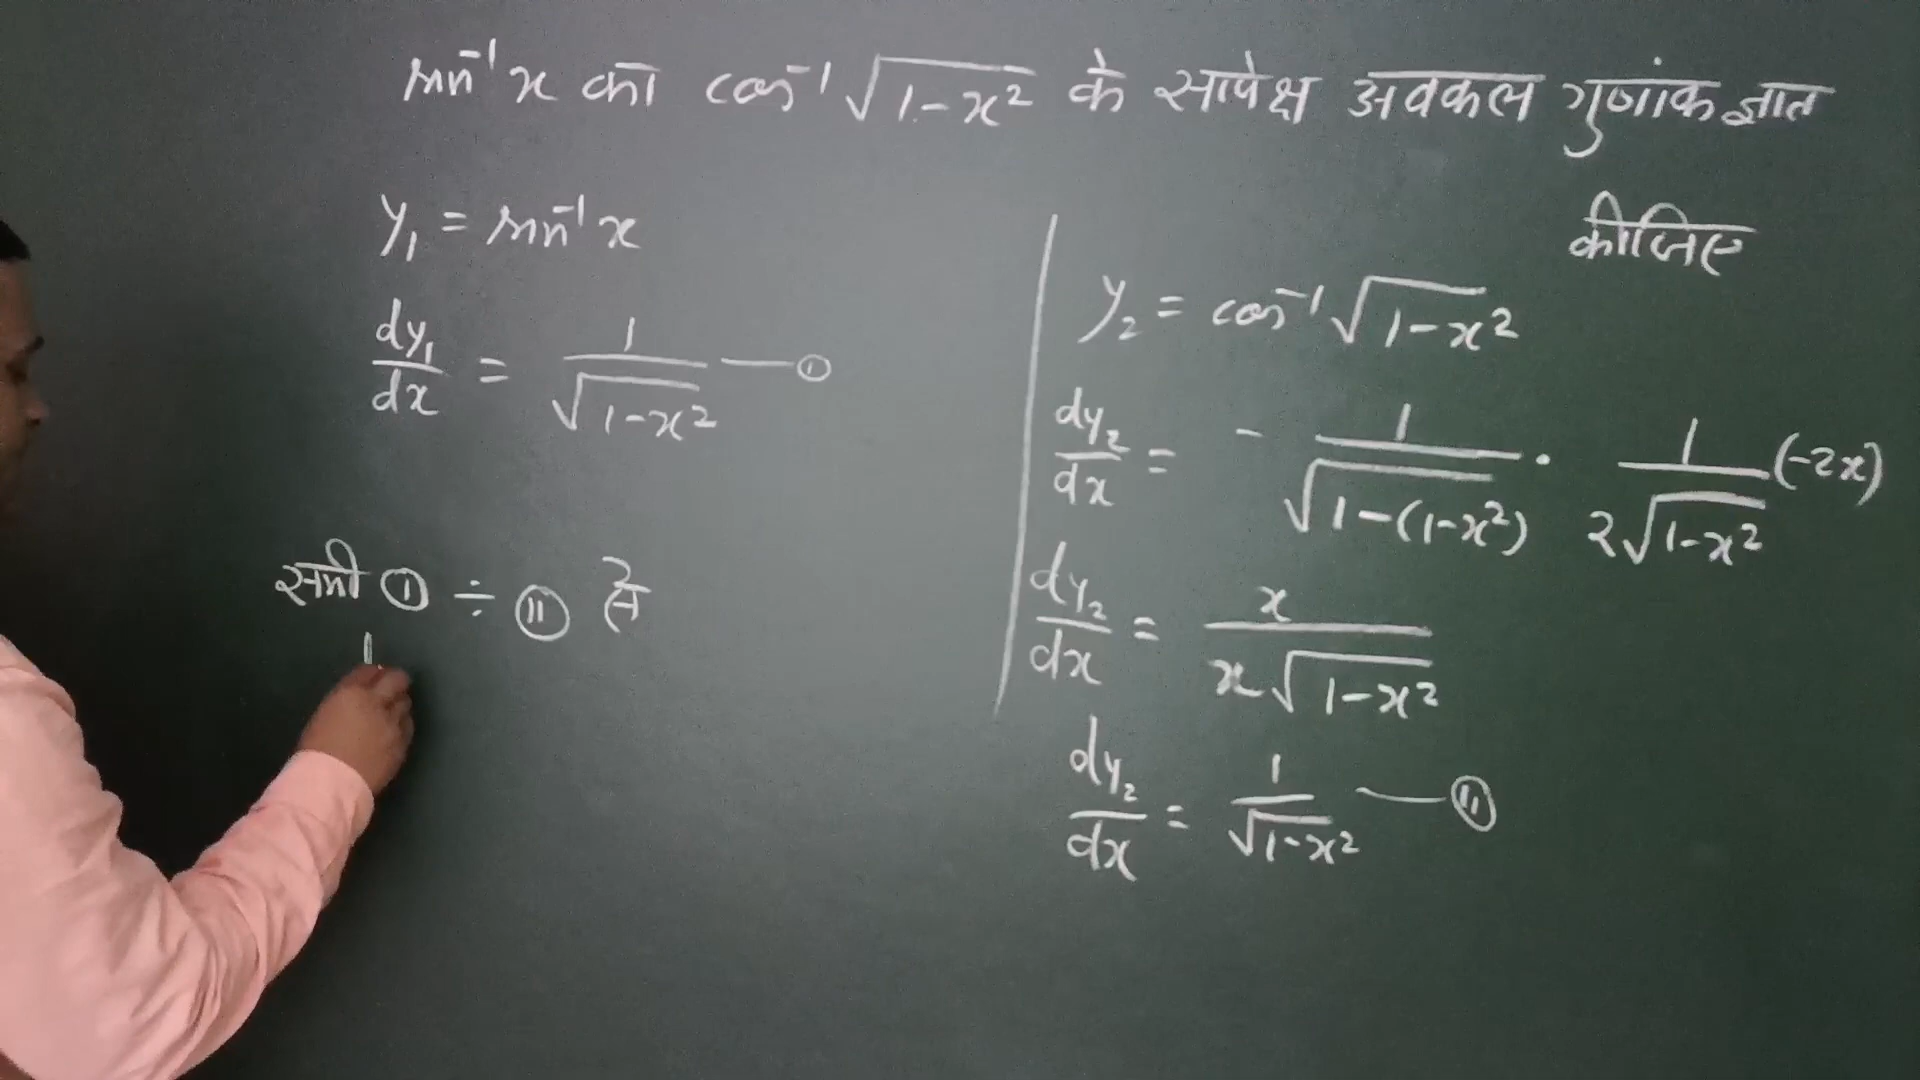 sin⁻¹ x का cos⁻¹ √(1-x²) के सापेक्ष अवकल गुणांक ज्ञात
कीजिए
y₁ = sin⁻¹ x
dy₁/dx = 1/√(1-x²) —— ①
समी ① ÷ ⑪ से
y₂ = cos⁻¹ √(1-x²)
dy₂/dx = - 1/√(1-(1-x²)) · 1/(2√(1-x²)) (-2x)
dy₂/dx = x/(x√(1-x²))
dy₂/dx = 1/√(1-x²) —— ⑪